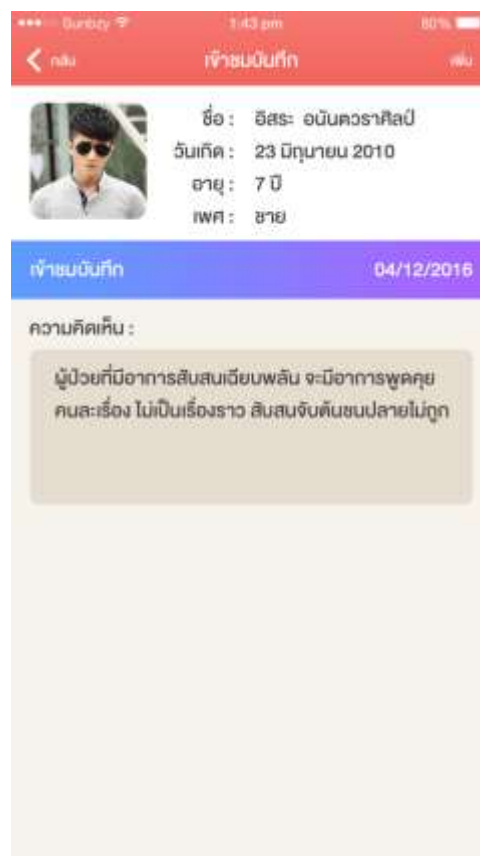 1:43 pm 80%
กลับ เข้าชมบันทึก เพิ่ม
ชื่อ : อิสระ อนันตวราศิลป์
วันเกิด : 23 มิถุนายน 2010
อายุ : 7 ปี
เพศ : ชาย
เข้าชมบันทึก 04/12/2016
ความคิดเห็น :
ผู้ป่วยที่มีอาการสับสนเฉียบพลัน จะมีอาการพูดคุย
คนละเรื่อง ไม่เป็นเรื่องราว สับสนจับต้นชนปลายไม่ถูก